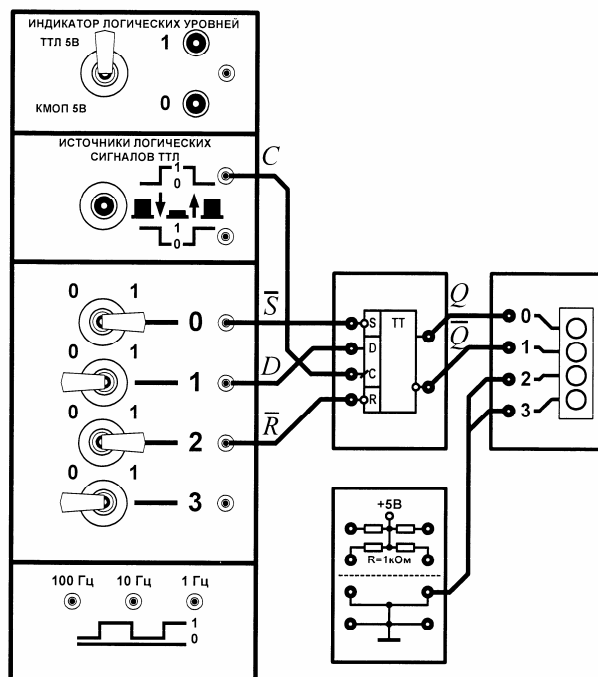 ИНДИКАТОР ЛОГИЧЕСКИХ УРОВНЕЙ
ТТЛ 5В
1
КМОП 5В
0
ИСТОЧНИКИ ЛОГИЧЕСКИХ
СИГНАЛОВ ТТЛ
C
1
0
1
0
0 1
0
S̅
0 1
1
D
0 1
2
R̅
0 1
3
S
TT
D
C
R
Q
Q̅
0
1
2
3
+5В
R=1кОм
100 Гц 10 Гц 1 Гц
1
0